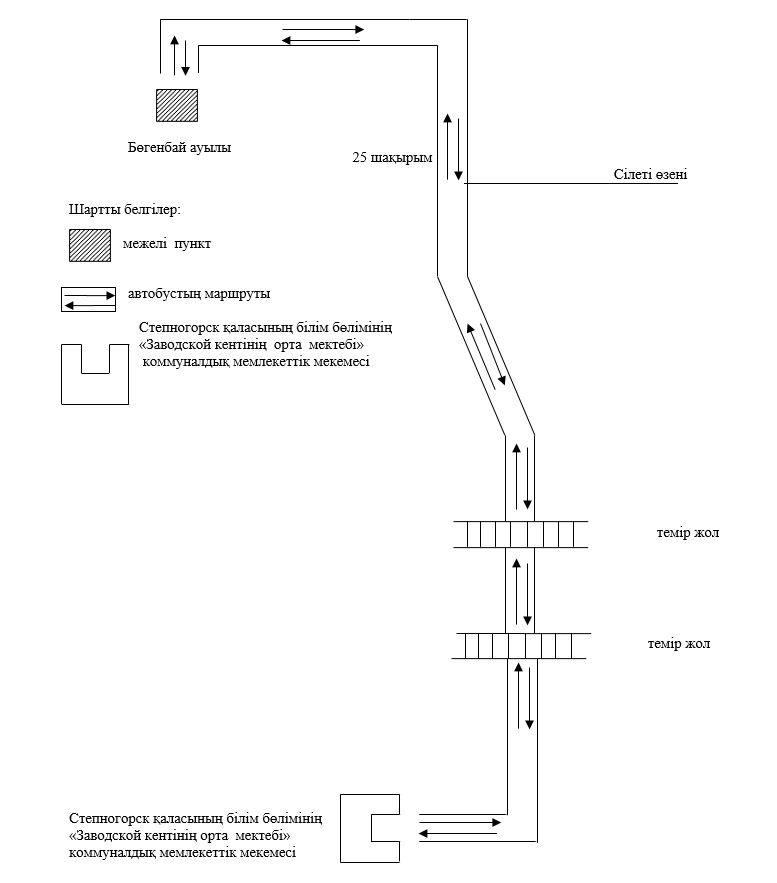 Бөгенбай ауылы
25 шақырым
Сілеті өзені
Шартты белгілер:
межелі пункт
автобустың маршруты
Степногорск қаласының білім бөлімінің
«Заводской кентінің орта мектебі»
коммуналдық мемлекеттік мекемесі
темір жол
темір жол
Степногорск қаласының білім бөлімінің
«Заводской кентінің орта мектебі»
коммуналдық мемлекеттік мекемесі